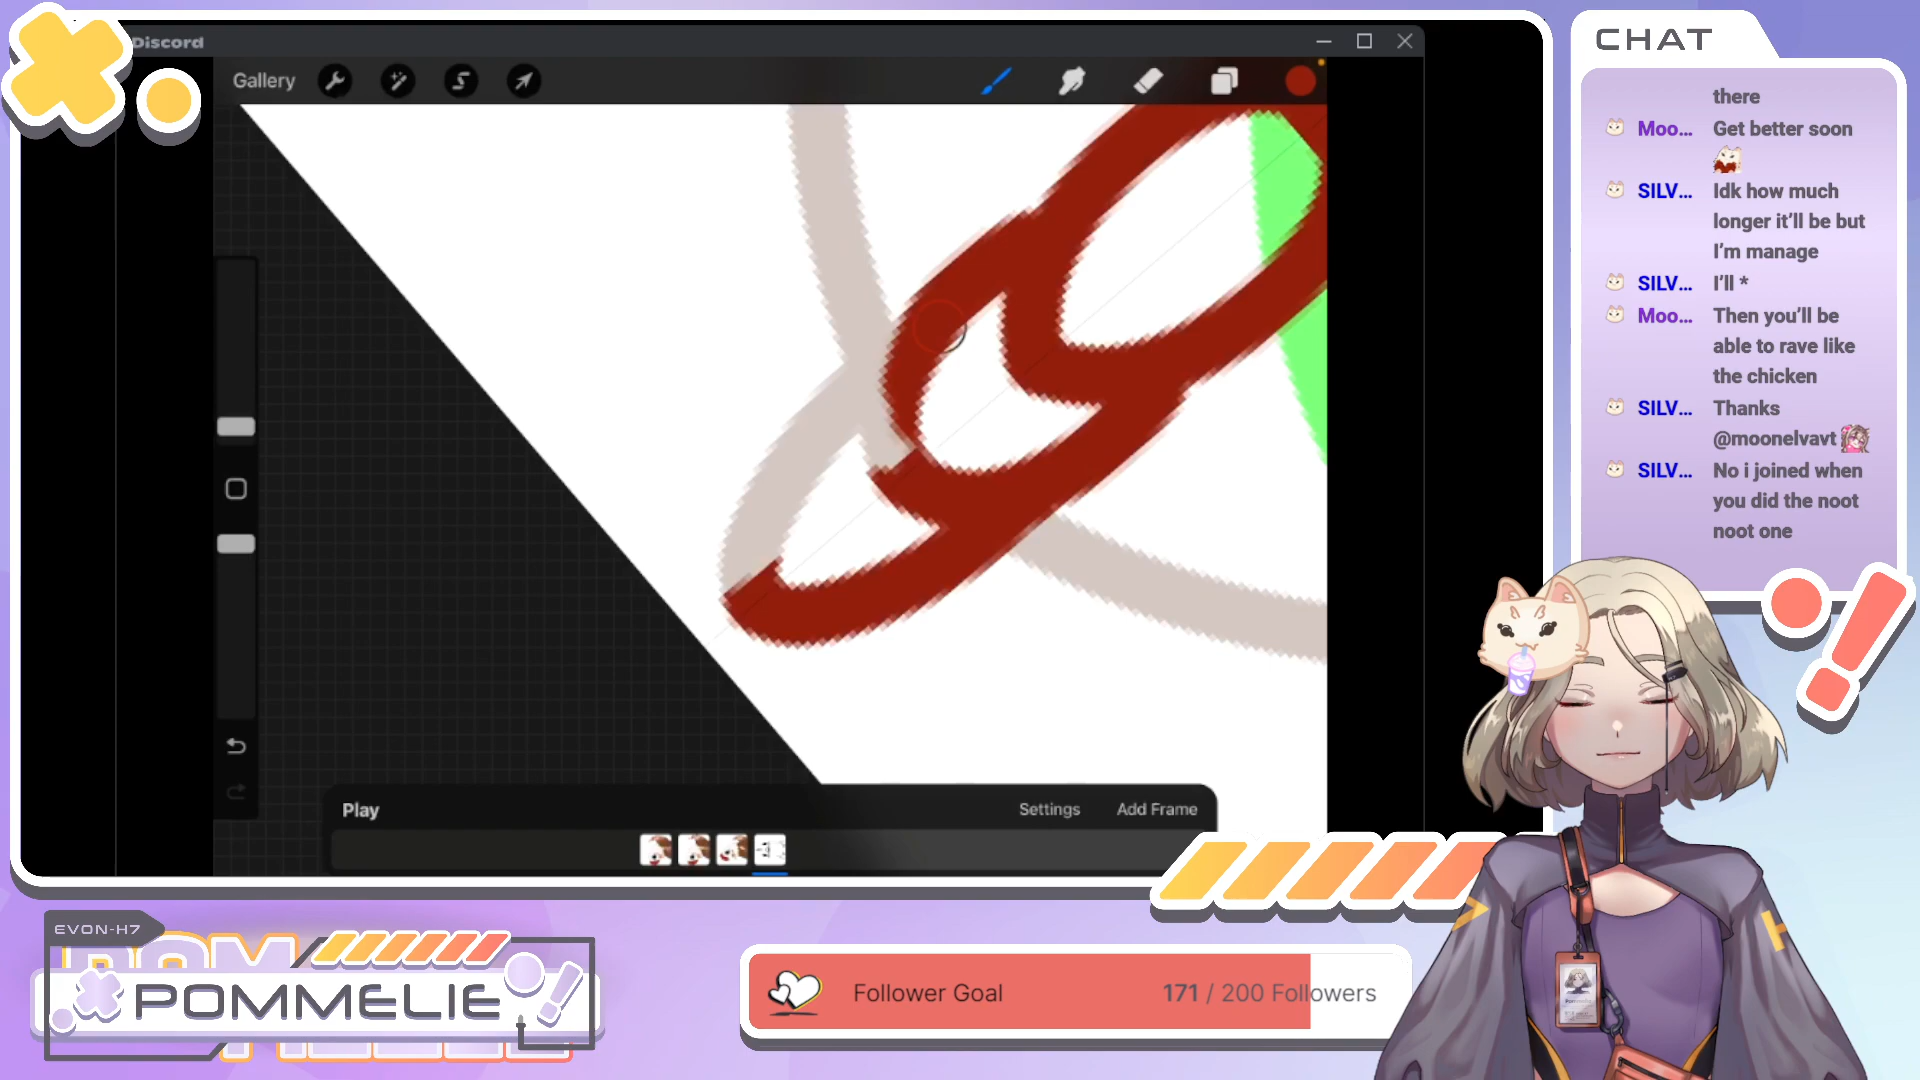 Discord
Gallery
CHAT
there
Moo... Get better soon
SILV... Idk how much
longer it'll be but
I'm manage
SILV... I'll *
Moo... Then you'll be
able to rave like
the chicken
SILV... Thanks
@moonelvavt
SILV... No i joined when
you did the noot
noot one
Play
Settings
Add Frame
EVON-H7
POMMELIE
Follower Goal
171 / 200 Followers